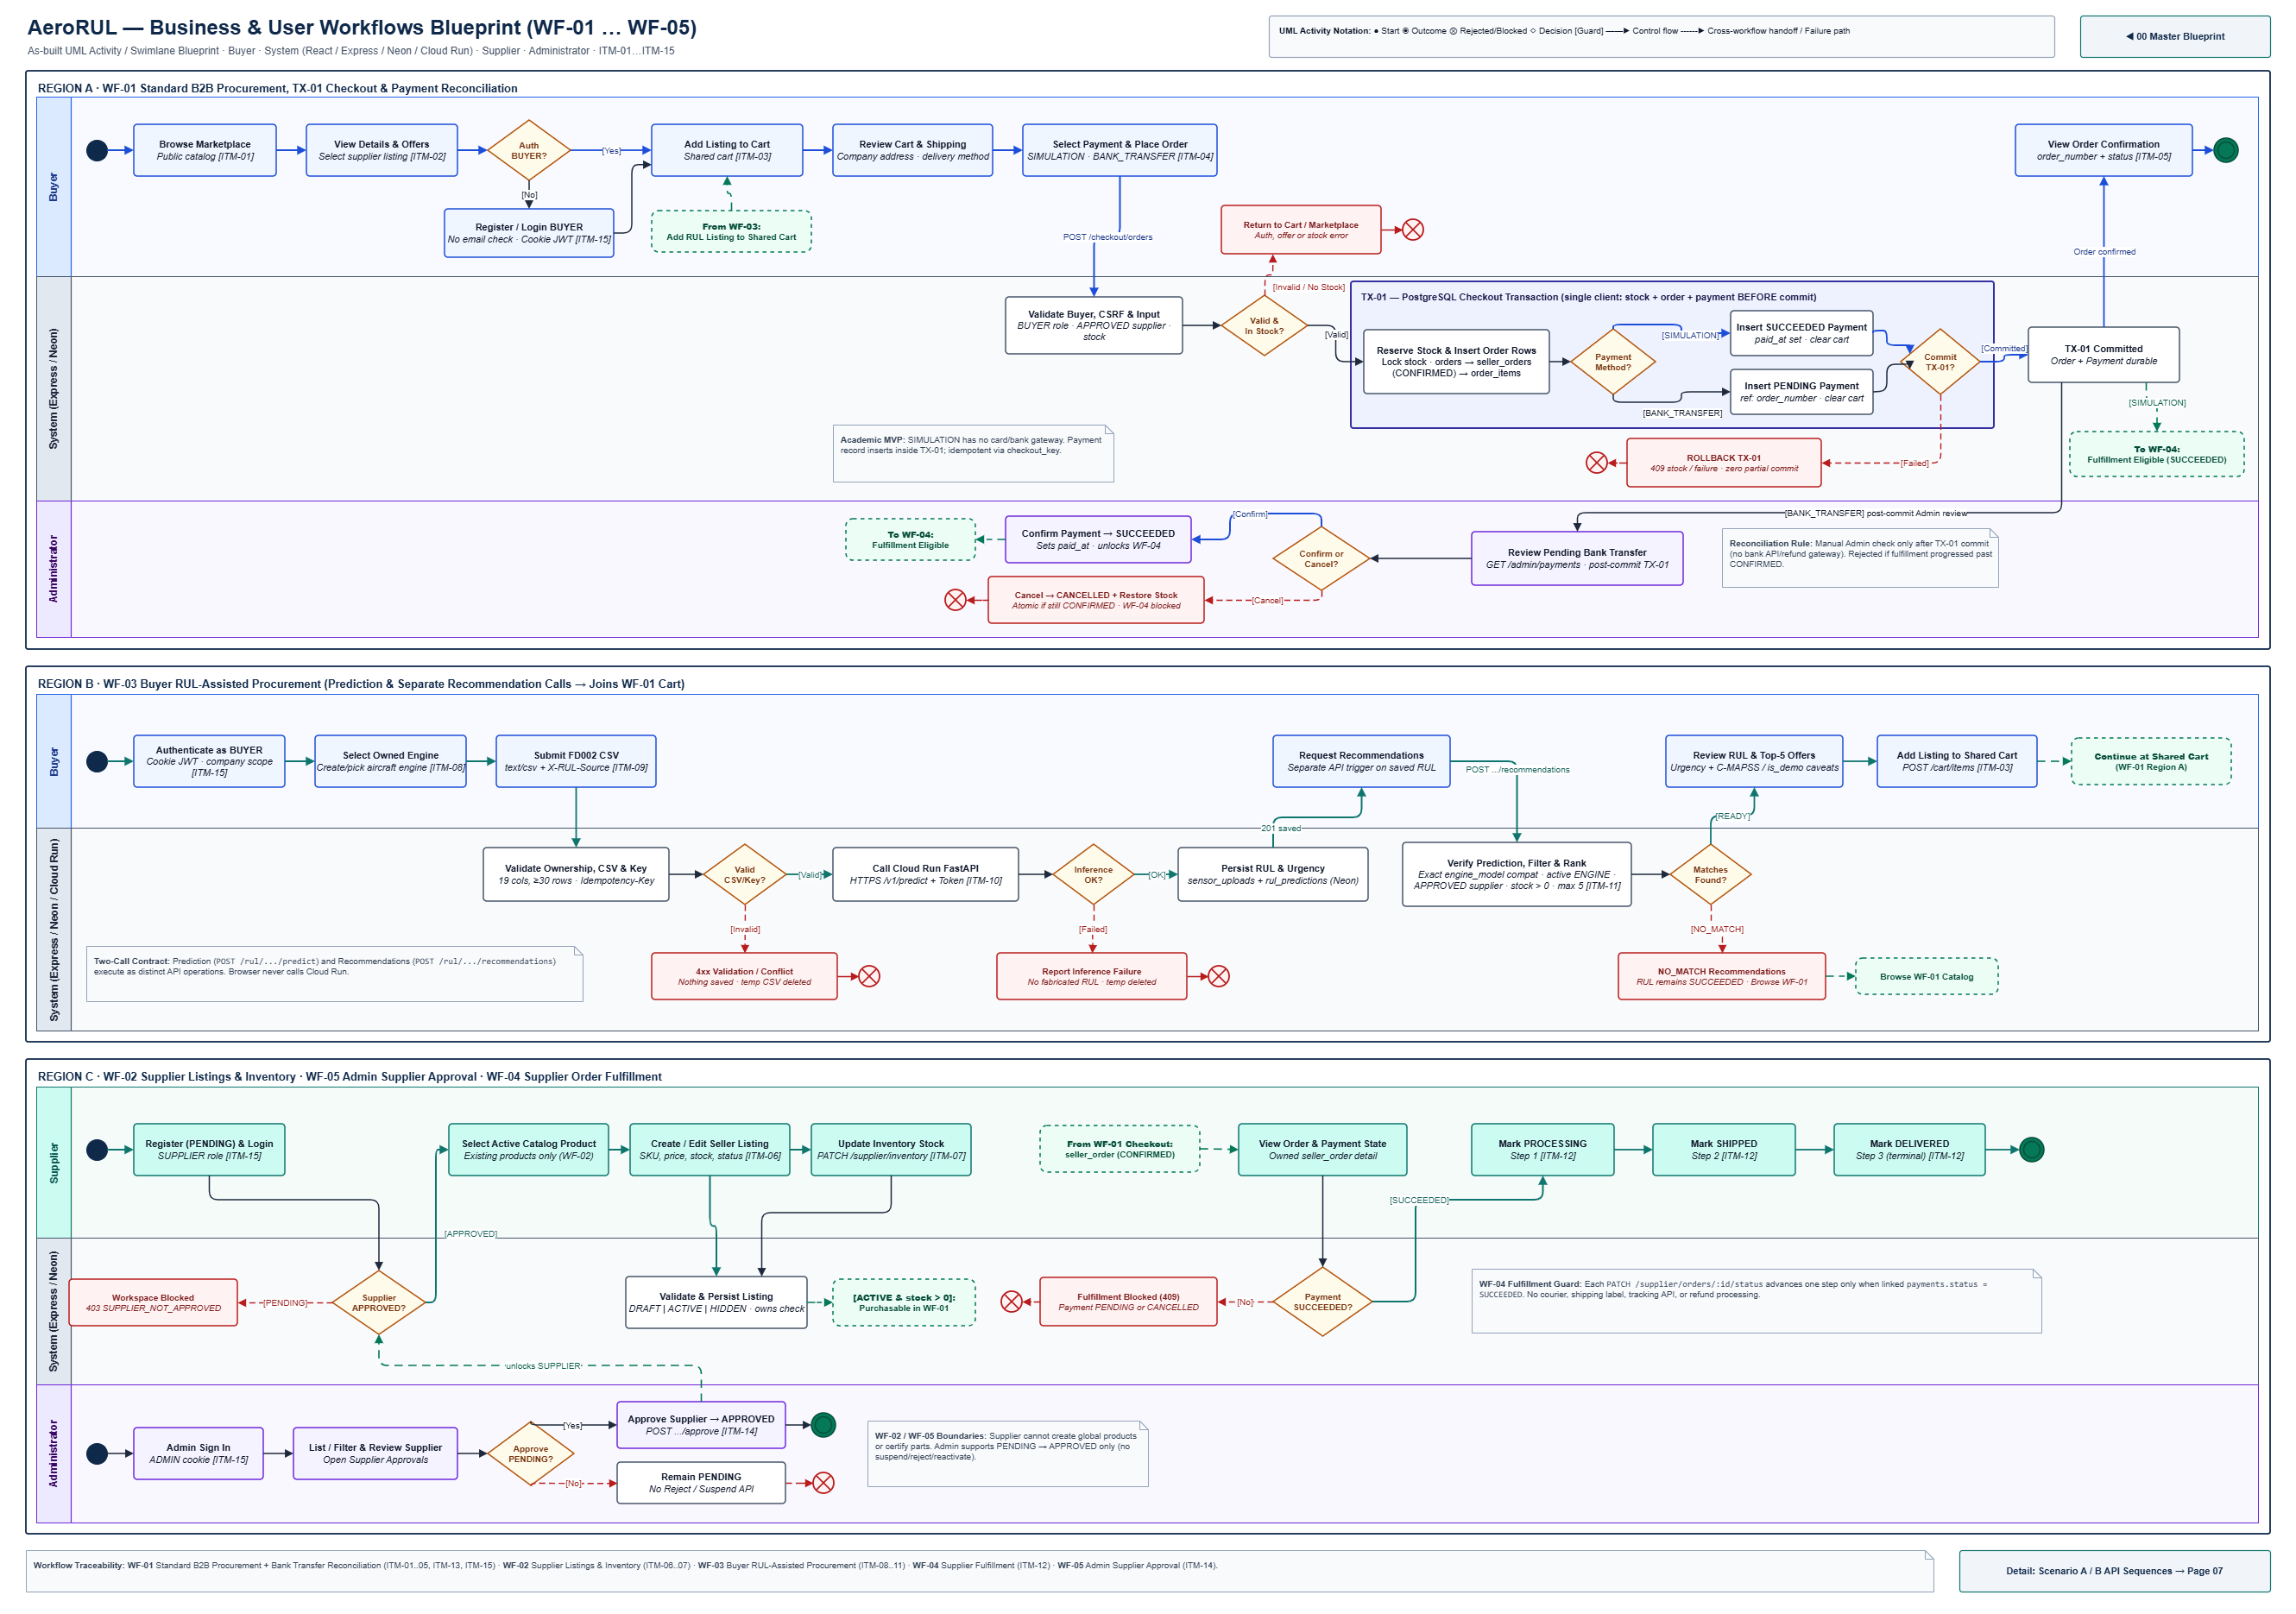 AeroRUL — Business & User Workflows Blueprint (WF-01 … WF-05)
As-built UML Activity / Swimlane Blueprint · Buyer · System (React / Express / Neon / Cloud Run) · Supplier · Administrator · ITM-01…ITM-15
UML Activity Notation: ● Start ◉ Outcome ⊗ Rejected/Blocked ◇ Decision [Guard] ——► Control flow ------► Cross-workflow handoff / Failure path
◄ 00 Master Blueprint
REGION A · WF-01 Standard B2B Procurement, TX-01 Checkout & Payment Reconciliation
Buyer
Browse Marketplace
Public catalog [ITM-01]
View Details & Offers
Select supplier listing [ITM-02]
Auth
BUYER?
[Yes]
[No]
Register / Login BUYER
No email check · Cookie JWT [ITM-15]
Add Listing to Cart
Shared cart [ITM-03]
From WF-03:
Add RUL Listing to Shared Cart
Review Cart & Shipping
Company address · delivery method
Select Payment & Place Order
SIMULATION · BANK_TRANSFER [ITM-04]
POST /checkout/orders
Return to Cart / Marketplace
Auth, offer or stock error
View Order Confirmation
order_number + status [ITM-05]
Order confirmed
System (Express / Neon)
Validate Buyer, CSRF & Input
BUYER role · APPROVED supplier ·
stock
Valid &
In Stock?
[Invalid / No Stock]
[Valid]
TX-01 — PostgreSQL Checkout Transaction (single client: stock + order + payment BEFORE commit)
Reserve Stock & Insert Order Rows
Lock stock · orders → seller_orders
(CONFIRMED) → order_items
Payment
Method?
[SIMULATION]
[BANK_TRANSFER]
Insert SUCCEEDED Payment
paid_at set · clear cart
Insert PENDING Payment
ref: order_number · clear cart
Commit
TX-01?
[Committed]
TX-01 Committed
Order + Payment durable
[SIMULATION]
To WF-04:
Fulfillment Eligible (SUCCEEDED)
Academic MVP: SIMULATION has no card/bank gateway. Payment
record inserts inside TX-01; idempotent via checkout_key.
ROLLBACK TX-01
409 stock / failure · zero partial commit
[Failed]
Administrator
To WF-04:
Fulfillment Eligible
Confirm Payment → SUCCEEDED
Sets paid_at · unlocks WF-04
[Confirm]
Confirm or
Cancel?
[Cancel]
Cancel → CANCELLED + Restore Stock
Atomic if still CONFIRMED · WF-04 blocked
Review Pending Bank Transfer
GET /admin/payments · post-commit TX-01
[BANK_TRANSFER] post-commit Admin review
Reconciliation Rule: Manual Admin check only after TX-01 commit
(no bank API/refund gateway). Rejected if fulfillment progressed past
CONFIRMED.
REGION B · WF-03 Buyer RUL-Assisted Procurement (Prediction & Separate Recommendation Calls → Joins WF-01 Cart)
Buyer
Authenticate as BUYER
Cookie JWT · company scope
[ITM-15]
Select Owned Engine
Create/pick aircraft engine [ITM-08]
Submit FD002 CSV
text/csv + X-RUL-Source [ITM-09]
Request Recommendations
Separate API trigger on saved RUL
POST .../recommendations
Review RUL & Top-5 Offers
Urgency + C-MAPSS / is_demo caveats
Add Listing to Shared Cart
POST /cart/items [ITM-03]
Continue at Shared Cart
(WF-01 Region A)
201 saved
[READY]
System (Express / Neon / Cloud Run)
Validate Ownership, CSV & Key
19 cols, ≥30 rows · Idempotency-Key
Valid
CSV/Key?
[Valid]
[Invalid]
Call Cloud Run FastAPI
HTTPS /v1/predict + Token [ITM-10]
Inference
OK?
[OK]
[Failed]
Persist RUL & Urgency
sensor_uploads + rul_predictions (Neon)
Verify Prediction, Filter & Rank
Exact engine_model compat · active ENGINE ·
APPROVED supplier · stock > 0 · max 5 [ITM-11]
Matches
Found?
[NO_MATCH]
Two-Call Contract: Prediction (POST /rul/.../predict) and Recommendations (POST /rul/.../recommendations)
execute as distinct API operations. Browser never calls Cloud Run.
4xx Validation / Conflict
Nothing saved · temp CSV deleted
Report Inference Failure
No fabricated RUL · temp deleted
NO_MATCH Recommendations
RUL remains SUCCEEDED · Browse WF-01
Browse WF-01 Catalog
REGION C · WF-02 Supplier Listings & Inventory · WF-05 Admin Supplier Approval · WF-04 Supplier Order Fulfillment
Supplier
Register (PENDING) & Login
SUPPLIER role [ITM-15]
Select Active Catalog Product
Existing products only (WF-02)
Create / Edit Seller Listing
SKU, price, stock, status [ITM-06]
Update Inventory Stock
PATCH /supplier/inventory [ITM-07]
From WF-01 Checkout:
seller_order (CONFIRMED)
View Order & Payment State
Owned seller_order detail
Mark PROCESSING
Step 1 [ITM-12]
Mark SHIPPED
Step 2 [ITM-12]
Mark DELIVERED
Step 3 (terminal) [ITM-12]
[SUCCEEDED]
[APPROVED]
System (Express / Neon)
Workspace Blocked
403 SUPPLIER_NOT_APPROVED
[PENDING]
Supplier
APPROVED?
Validate & Persist Listing
DRAFT | ACTIVE | HIDDEN · owns check
[ACTIVE & stock > 0]:
Purchasable in WF-01
Fulfillment Blocked (409)
Payment PENDING or CANCELLED
[No]
Payment
SUCCEEDED?
WF-04 Fulfillment Guard: Each PATCH /supplier/orders/:id/status advances one step only when linked payments.status =
SUCCEEDED. No courier, shipping label, tracking API, or refund processing.
unlocks SUPPLIER
Administrator
Admin Sign In
ADMIN cookie [ITM-15]
List / Filter & Review Supplier
Open Supplier Approvals
Approve
PENDING?
[Yes]
[No]
Approve Supplier → APPROVED
POST .../approve [ITM-14]
Remain PENDING
No Reject / Suspend API
WF-02 / WF-05 Boundaries: Supplier cannot create global products
or certify parts. Admin supports PENDING → APPROVED only (no
suspend/reject/reactivate).
Workflow Traceability: WF-01 Standard B2B Procurement + Bank Transfer Reconciliation (ITM-01..05, ITM-13, ITM-15) · WF-02 Supplier Listings & Inventory (ITM-06..07) · WF-03 Buyer RUL-Assisted Procurement (ITM-08..11) · WF-04 Supplier Fulfillment (ITM-12) · WF-05 Admin Supplier Approval (ITM-14).
Detail: Scenario A / B API Sequences → Page 07